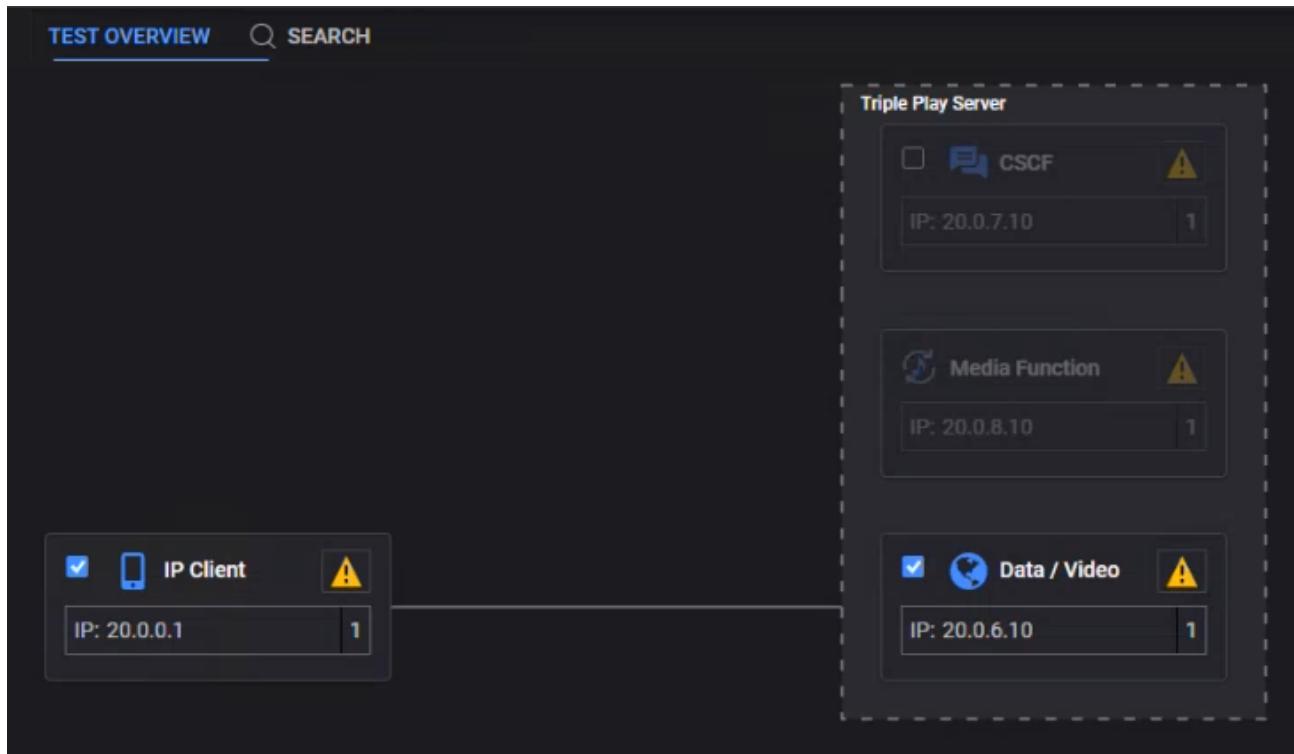 TEST OVERVIEW SEARCH
Triple Play Server
CSCF
IP: 20.0.7.10 1
Media Function
IP: 20.0.8.10 1
IP Client
IP: 20.0.0.1 1
Data / Video
IP: 20.0.6.10 1